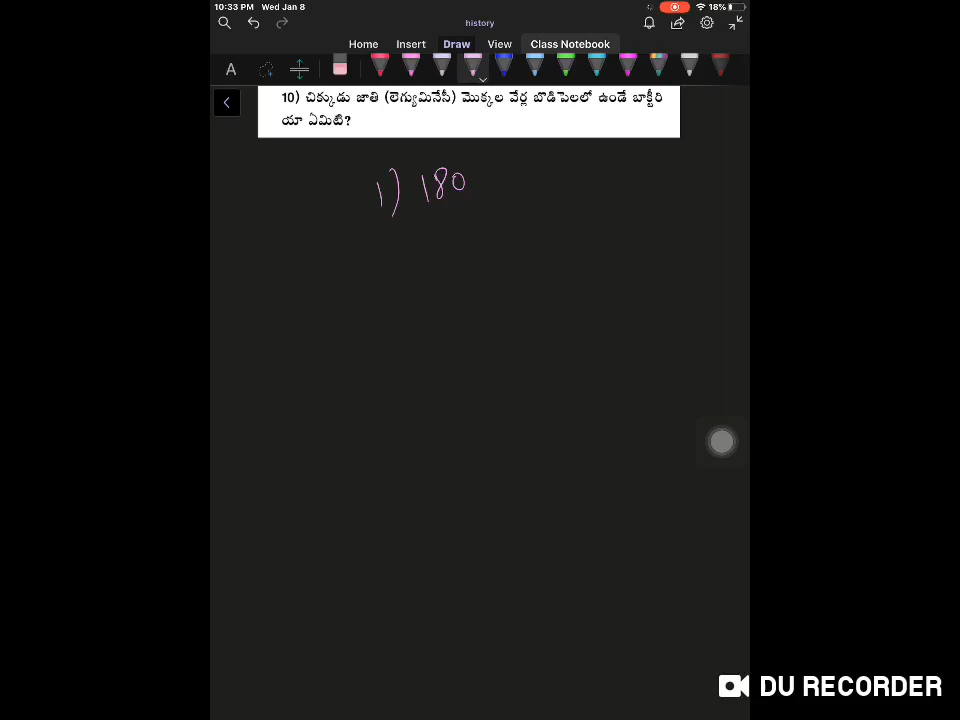 10:33 PM Wed Jan 8
18%
history
Home Insert Draw View Class Notebook
A
10) చిక్కుడు జాతి (లెగ్యుమినేసీ) మొక్కల వేర్ల బొడిపెలలో ఉండే బాక్టీరి
యా ఏమిటి?
1) 180
DU RECORDER